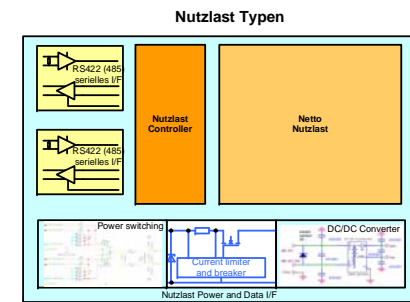 Nutzlast Typen
RS422 (485)
serielles I/F
Nutzlast
Controller
Netto
Nutzlast
RS422 (485)
serielles I/F
Power switching
Current limiter
and breaker
DC/DC Converter
Nutzlast Power and Data I/F